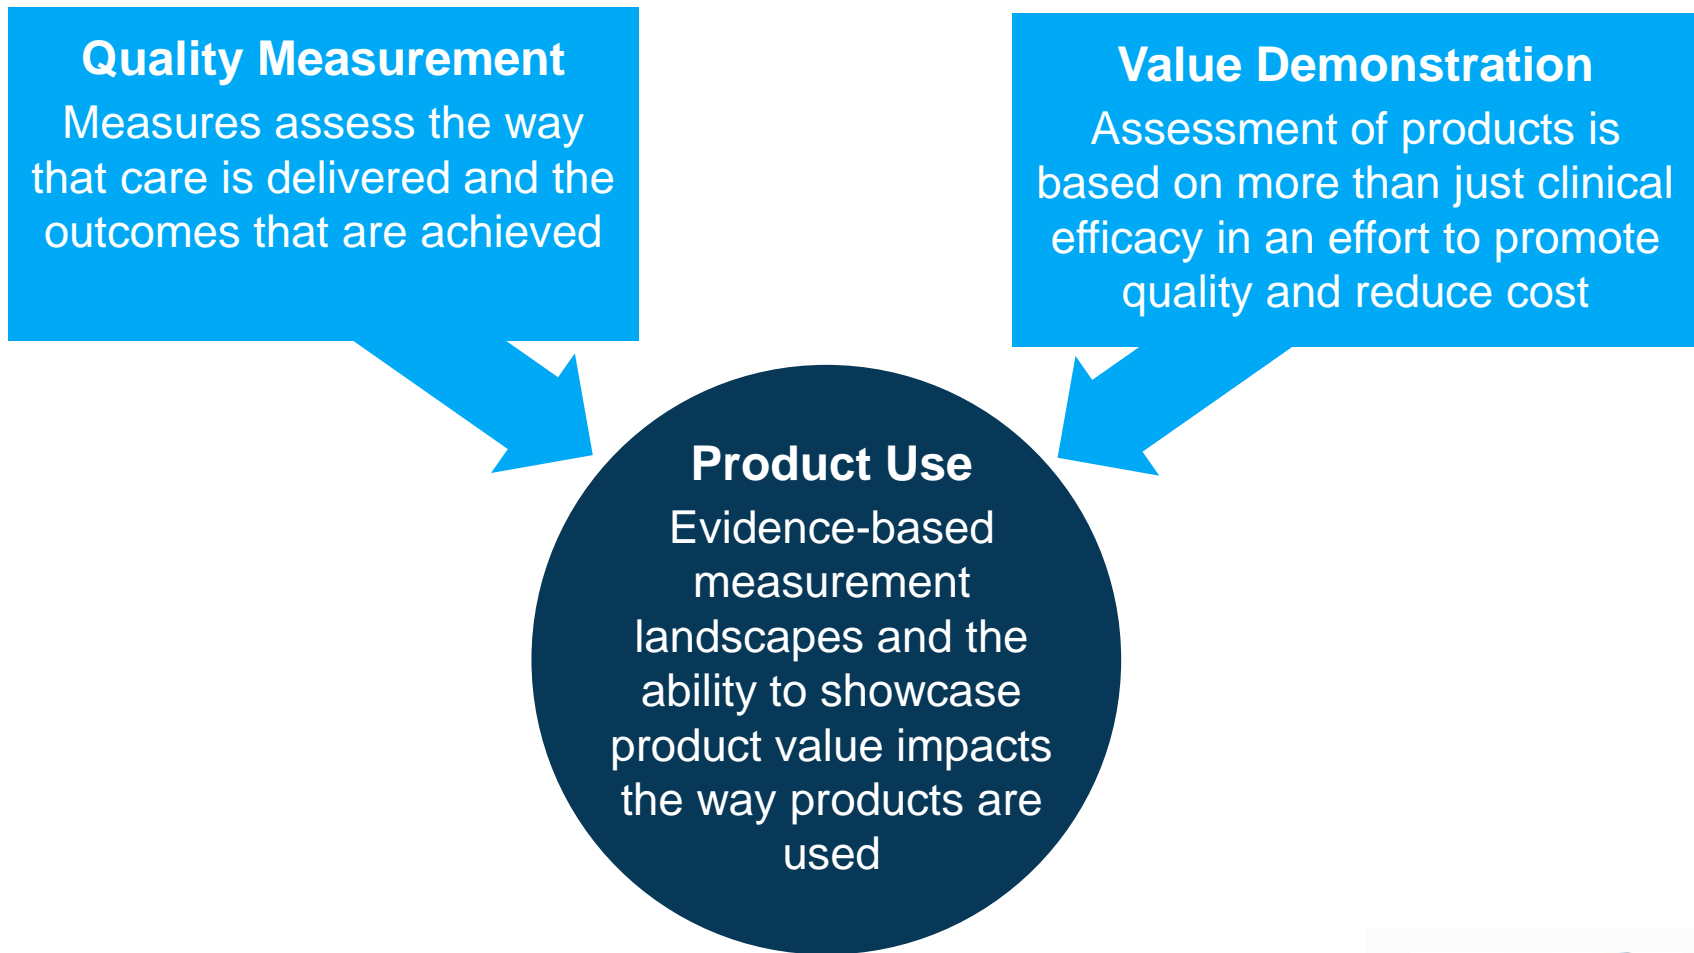 Quality Measurement
Measures assess the way
that care is delivered and the
outcomes that are achieved
Value Demonstration
Assessment of products is
based on more than just clinical
efficacy in an effort to promote
quality and reduce cost
Product Use
Evidence-based
measurement
landscapes and the
ability to showcase
product value impacts
the way products are
used